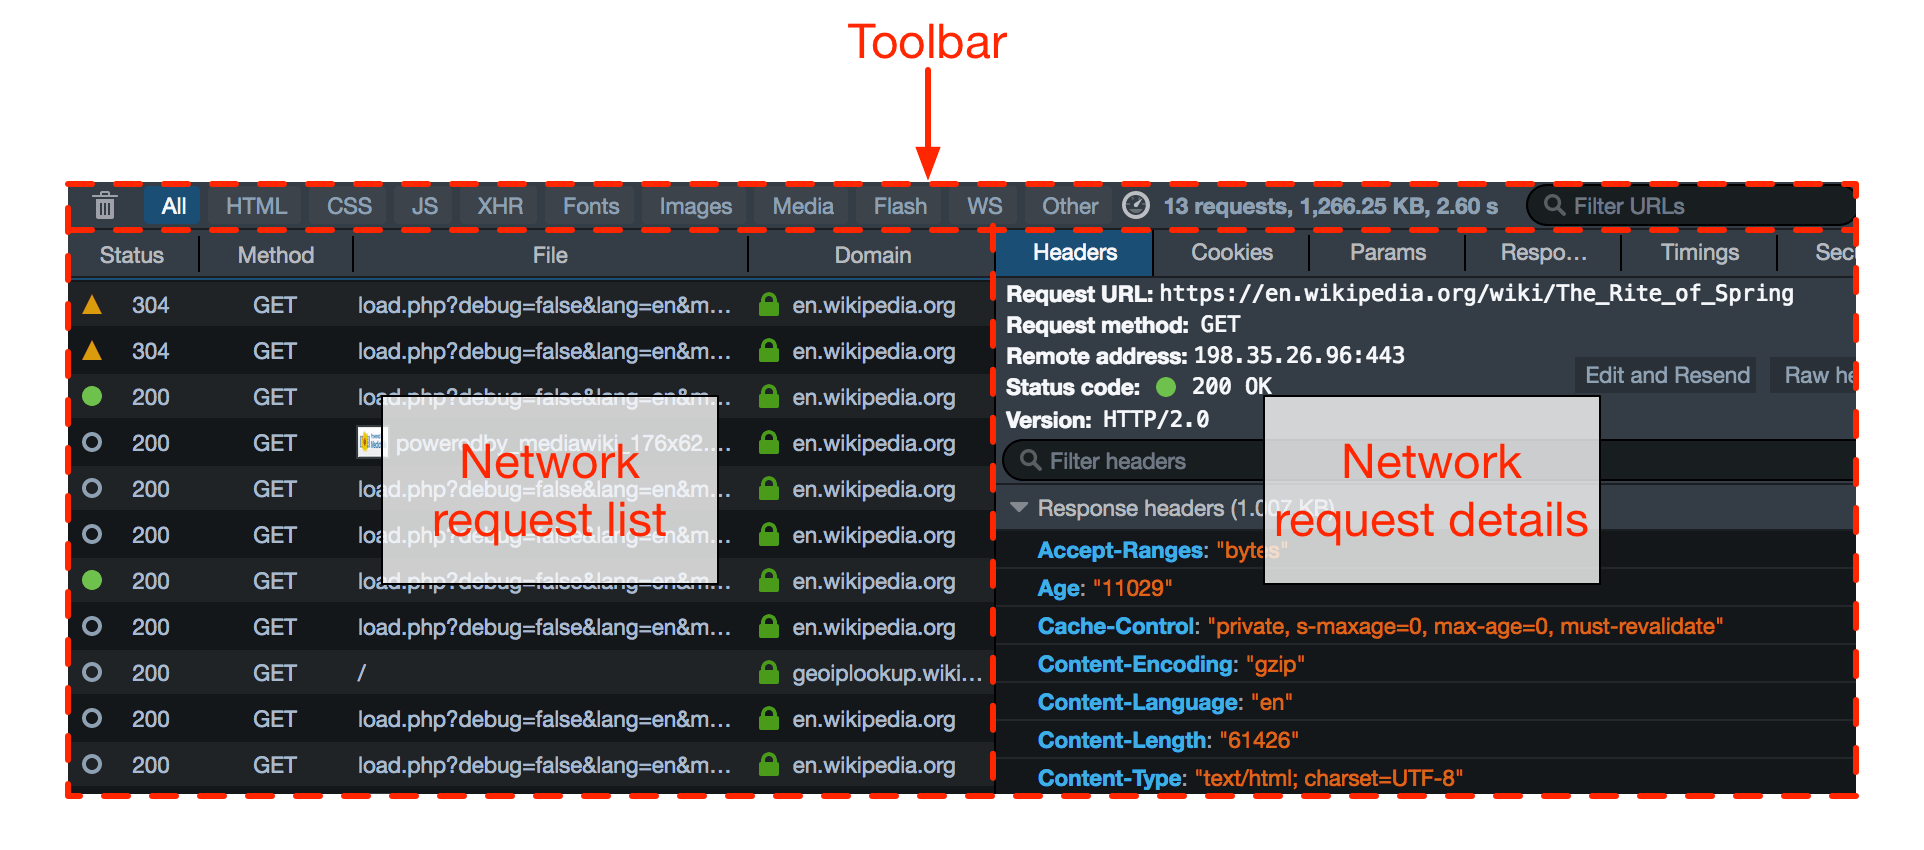 Toolbar
All HTML CSS JS XHR Fonts Images Media Flash WS Other 13 requests, 1,266.25 KB, 2.60 s Filter URLs
Status Method File Domain
304 GET load.php?debug=false&lang=en&m... en.wikipedia.org
304 GET load.php?debug=false&lang=en&m... en.wikipedia.org
200 GET load.php?debug=false&lang=en&m... en.wikipedia.org
200 GET poweredby_mediawiki_176x62.... en.wikipedia.org
200 GET load.php?debug=false&lang=en&m... en.wikipedia.org
200 GET load.php?debug=false&lang=en&m... en.wikipedia.org
200 GET load.php?debug=false&lang=en&m... en.wikipedia.org
200 GET load.php?debug=false&lang=en&m... en.wikipedia.org
200 GET / geoiplookup.wiki...
200 GET load.php?debug=false&lang=en&m... en.wikipedia.org
200 GET load.php?debug=false&lang=en&m... en.wikipedia.org
Network
request list
Headers Cookies Params Respo... Timings Sec
Request URL: https://en.wikipedia.org/wiki/The_Rite_of_Spring
Request method: GET
Remote address: 198.35.26.96:443
Status code: 200 OK
Edit and Resend Raw he
Version: HTTP/2.0
Filter headers
Response headers (1.007 KB)
Accept-Ranges: "bytes"
Age: "11029"
Cache-Control: "private, s-maxage=0, max-age=0, must-revalidate"
Content-Encoding: "gzip"
Content-Language: "en"
Content-Length: "61426"
Content-Type: "text/html; charset=UTF-8"
Network
request details